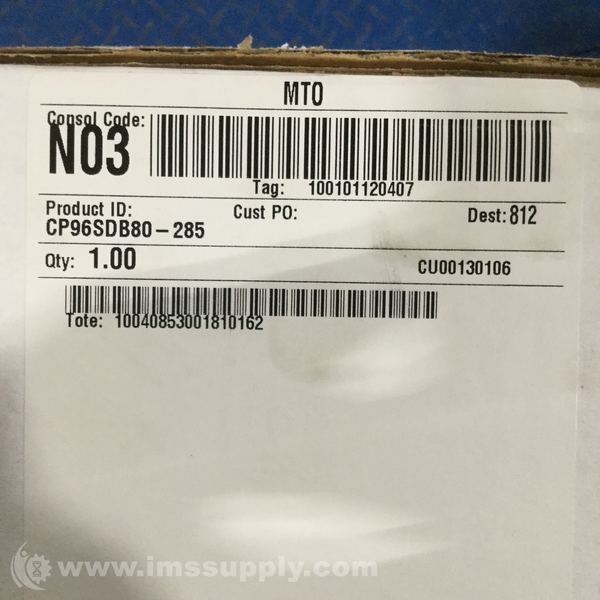 MTO
Consol Code:
N03
Tag: 100101120407
Product ID: Cust PO: Dest: 812
CP96SDB80-285
Qty: 1.00 CU00130106
Tote: 10040853001810162
www.imssupply.com